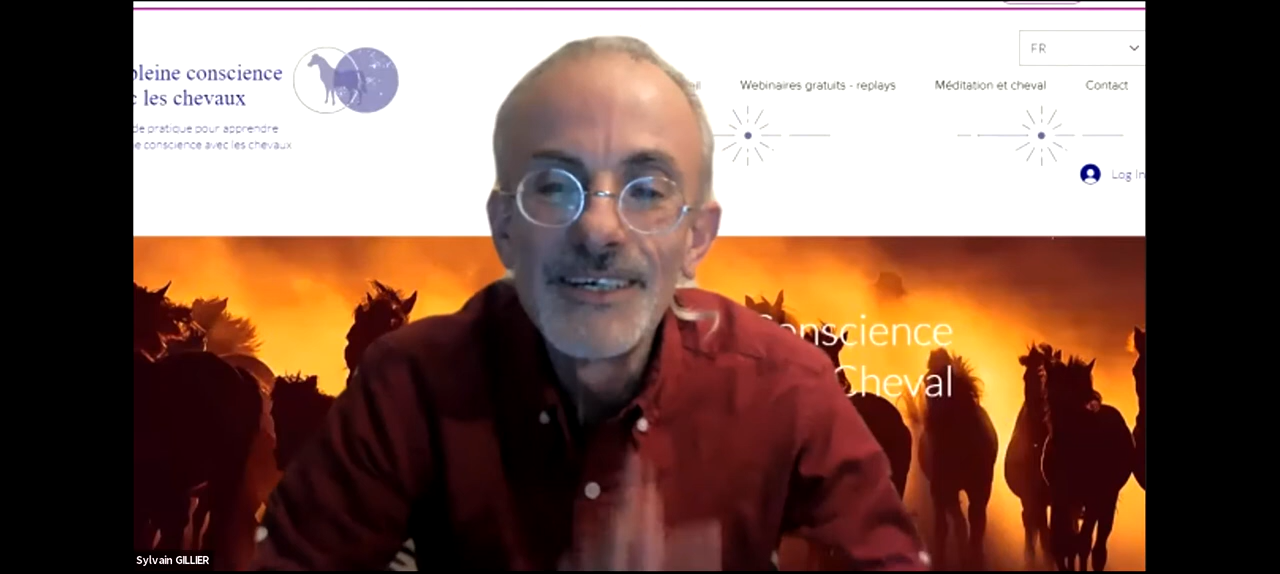 FR
pleine conscience
les chevaux
de pratique pour apprendre
conscience avec les chevaux
Webinaires gratuits - replays
Méditation et cheval
Contact
Log In
Conscience
Cheval
Sylvain GILLIER